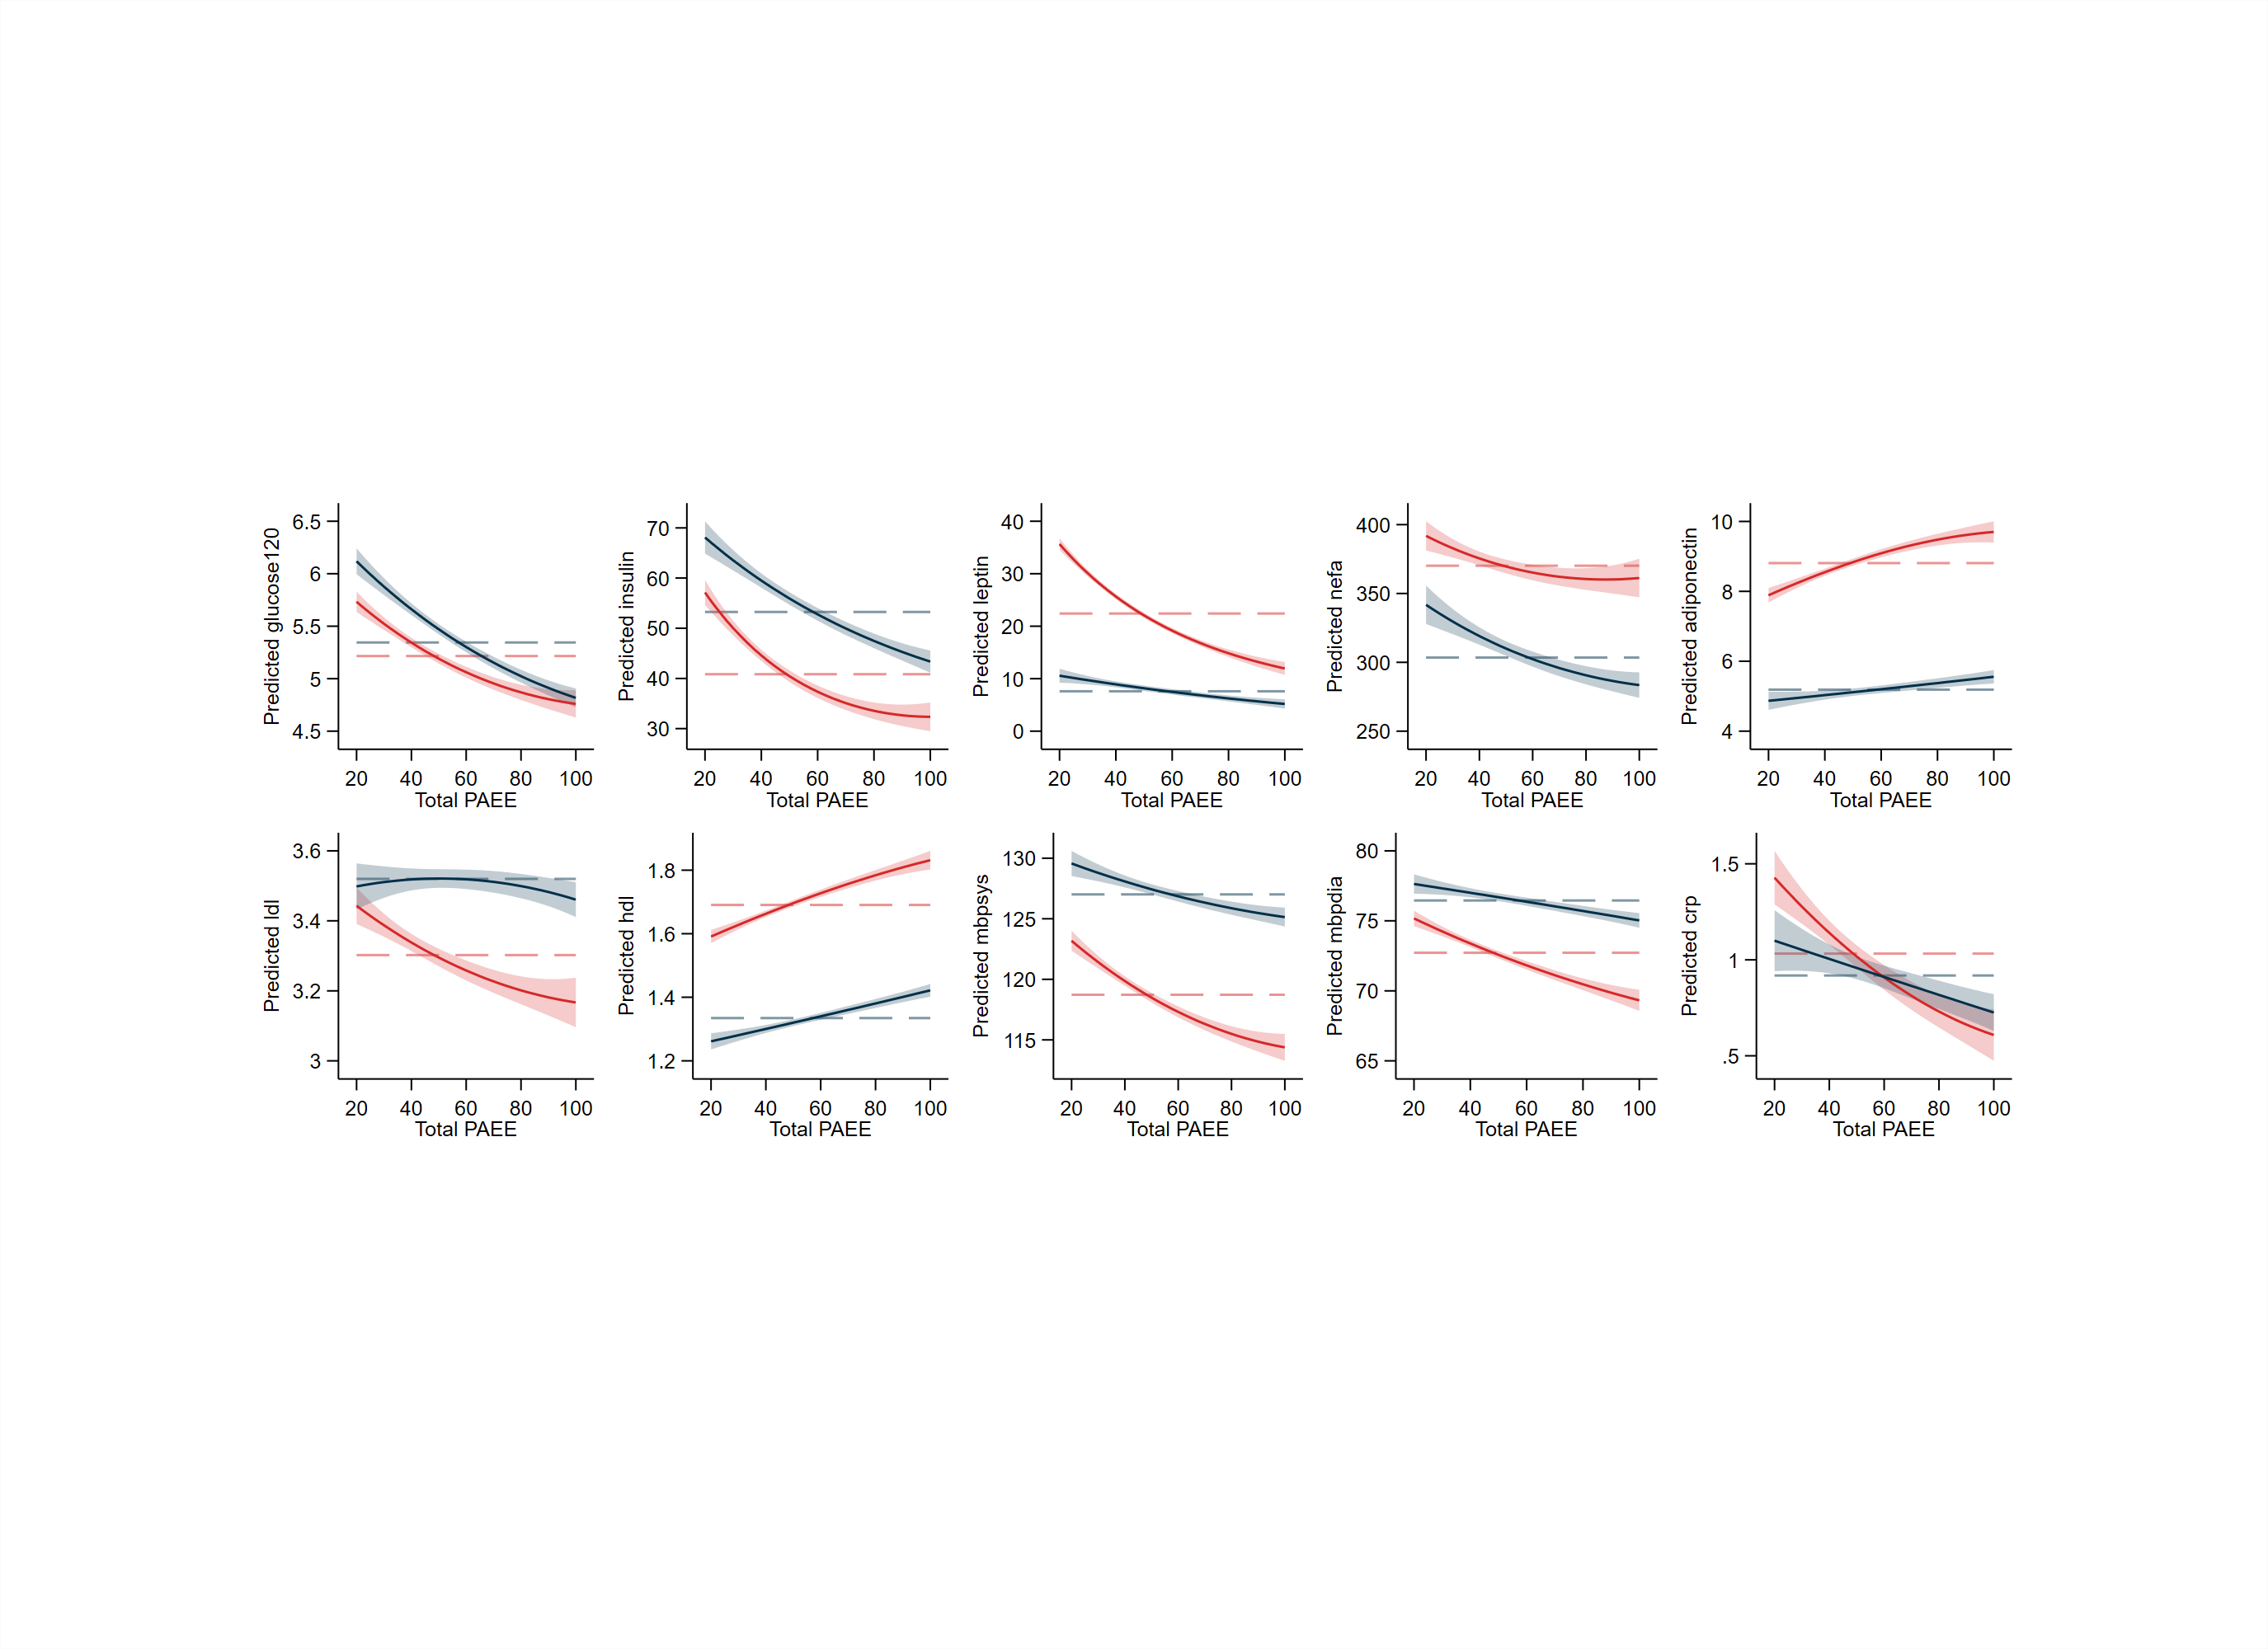 Predicted glucose120
6.5
6
5.5
5
4.5
20 40 60 80 100
Total PAEE
Predicted insulin
70
60
50
40
30
20 40 60 80 100
Total PAEE
Predicted leptin
40
30
20
10
0
20 40 60 80 100
Total PAEE
Predicted nefa
400
350
300
250
20 40 60 80 100
Total PAEE
Predicted adiponectin
10
8
6
4
20 40 60 80 100
Total PAEE
Predicted ldl
3.6
3.4
3.2
3
20 40 60 80 100
Total PAEE
Predicted hdl
1.8
1.6
1.4
1.2
20 40 60 80 100
Total PAEE
Predicted mbpsys
130
125
120
115
20 40 60 80 100
Total PAEE
Predicted mbpdia
80
75
70
65
20 40 60 80 100
Total PAEE
Predicted crp
1.5
1
.5
20 40 60 80 100
Total PAEE